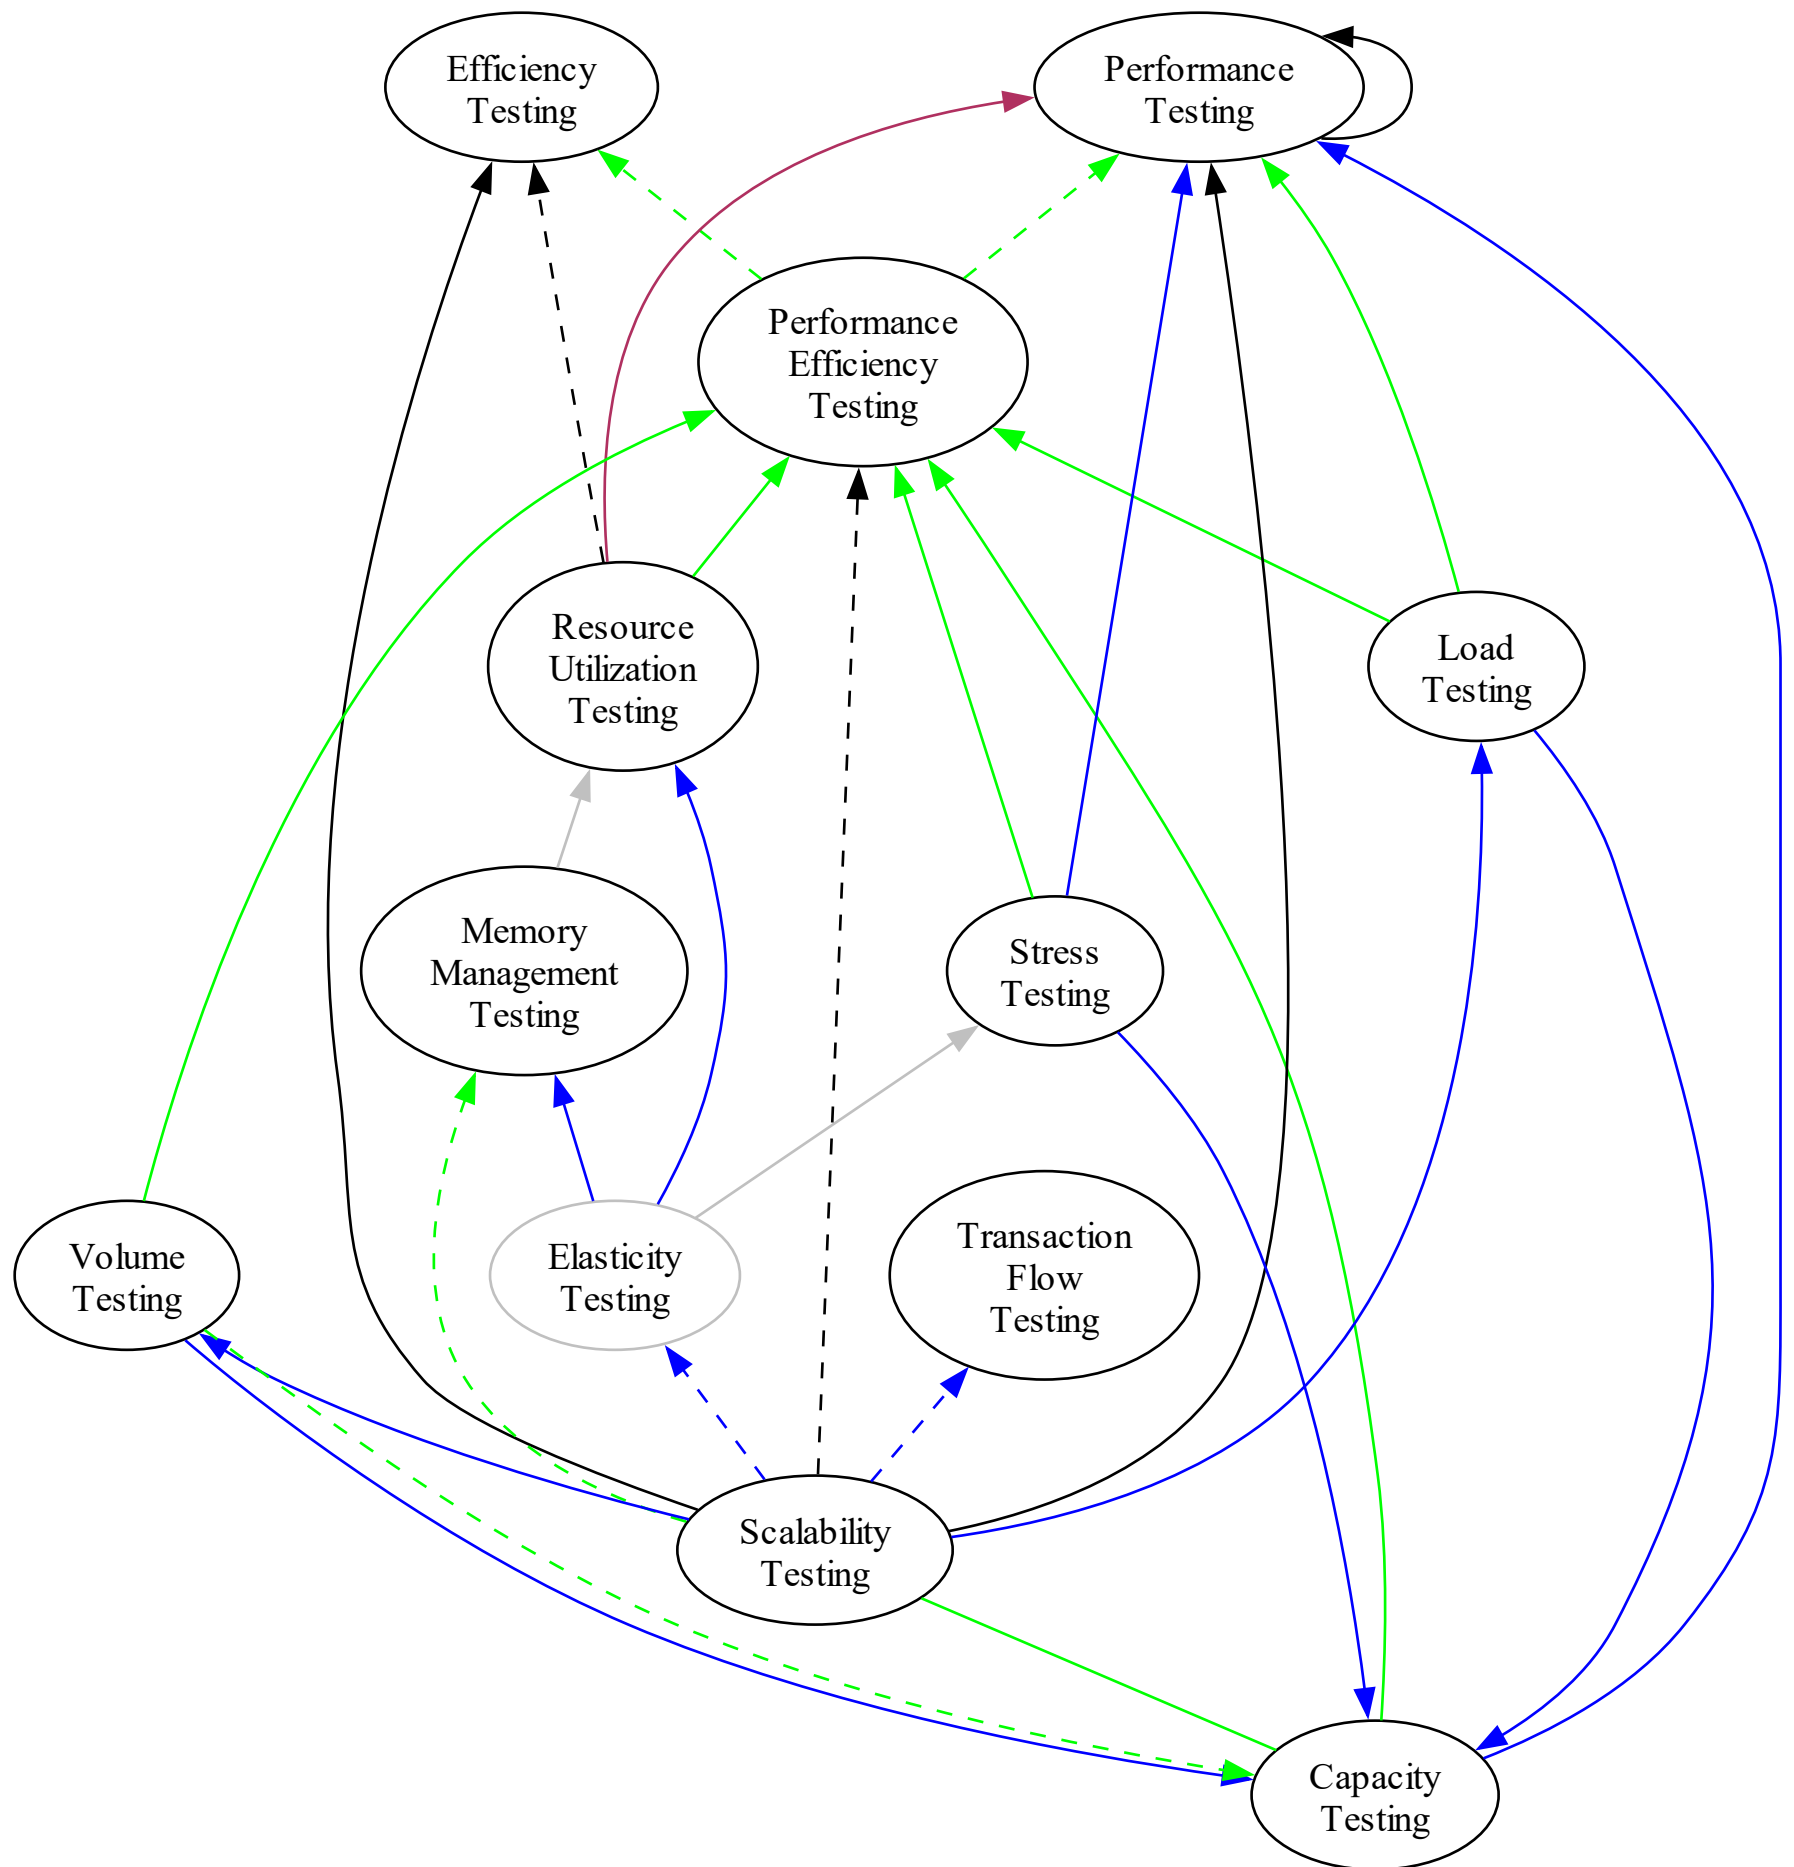 Efficiency
Testing
Performance
Testing
Performance
Efficiency
Testing
Resource
Utilization
Testing
Load
Testing
Memory
Management
Testing
Stress
Testing
Volume
Testing
Elasticity
Testing
Transaction
Flow
Testing
Scalability
Testing
Capacity
Testing